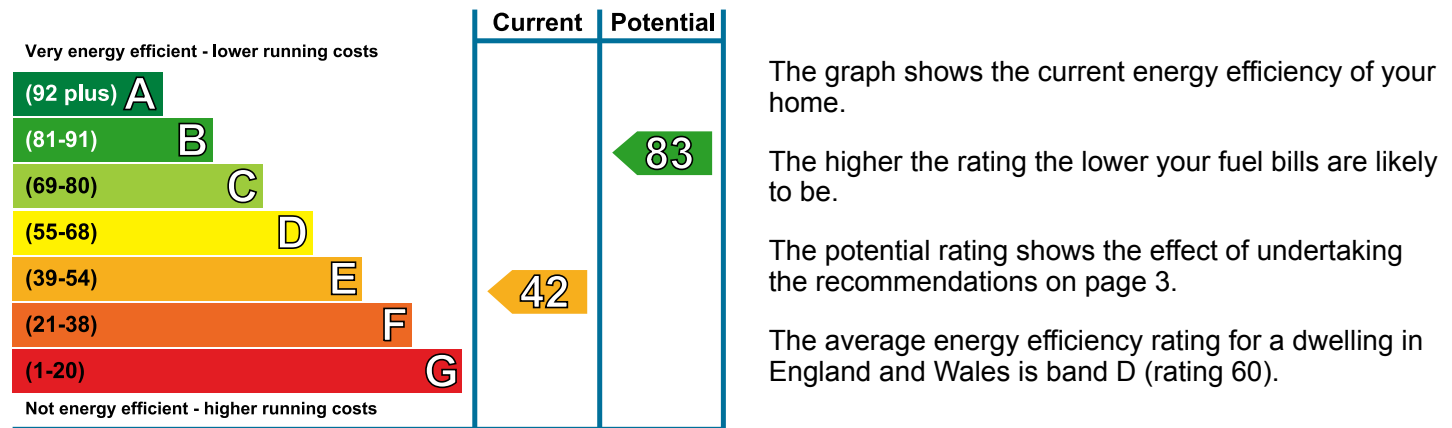 Current Potential
Very energy efficient - lower running costs
(92 plus) A
(81-91) B
83
(69-80) C
(55-68) D
(39-54) E
42
(21-38) F
(1-20) G
Not energy efficient - higher running costs
The graph shows the current energy efficiency of your
home.
The higher the rating the lower your fuel bills are likely
to be.
The potential rating shows the effect of undertaking
the recommendations on page 3.
The average energy efficiency rating for a dwelling in
England and Wales is band D (rating 60).